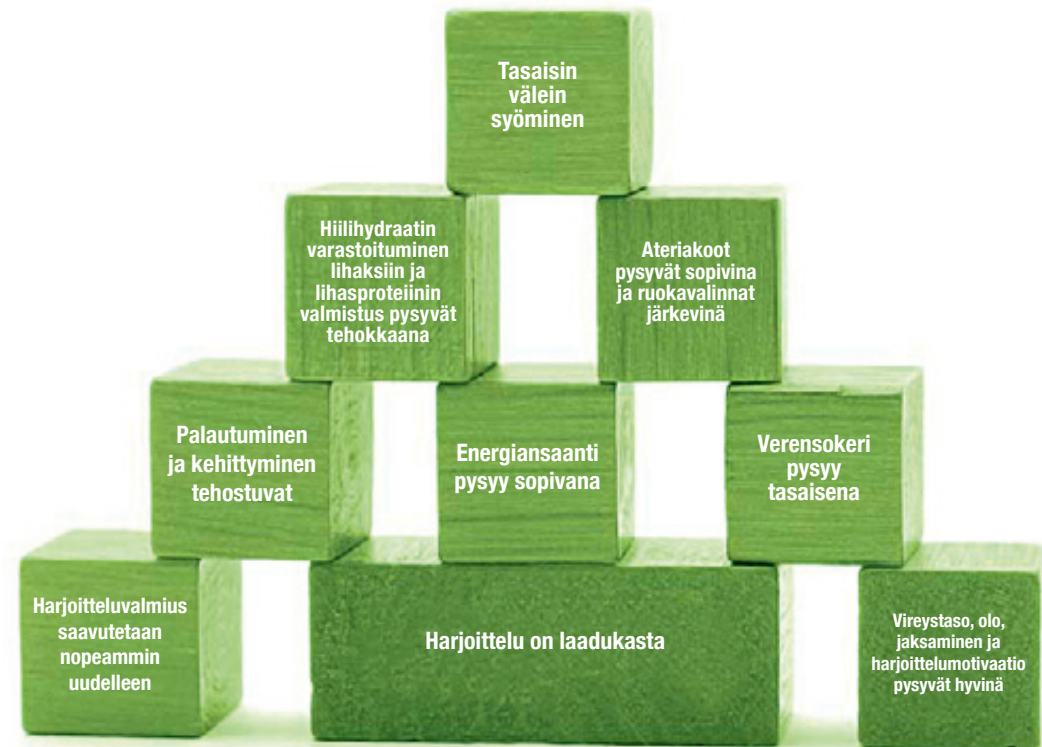 Tasaisin
välein
syöminen
Hiilihydraatin
varastoituminen
lihaksiin ja
lihasproteiinin
valmistus pysyvät
tehokkaana
Ateriakoot
pysyvät sopivina
ja ruokavalinnat
järkevinä
Palautuminen
ja kehittyminen
tehostuvat
Energiansaanti
pysyy sopivana
Verensokeri
pysyy
tasaisena
Harjoitteluvalmius
saavutetaan
nopeammin
uudelleen
Harjoittelu on laadukasta
Vireystaso, olo,
jaksaminen ja
harjoittelumotivaatio
pysyvät hyvinä